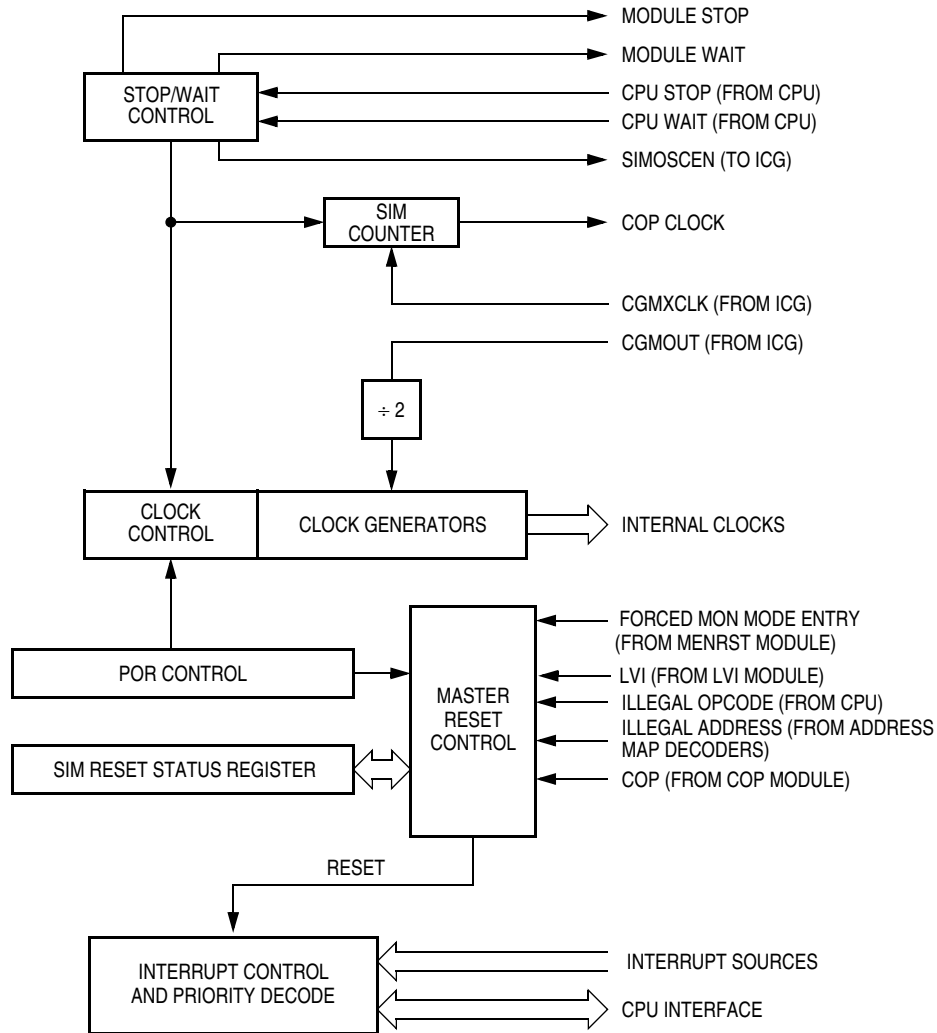 MODULE STOP
MODULE WAIT
STOP/WAIT
CONTROL
CPU STOP (FROM CPU)
CPU WAIT (FROM CPU)
SIMOSCEN (TO ICG)
SIM
COUNTER
COP CLOCK
CGMXCLK (FROM ICG)
CGMOUT (FROM ICG)
÷ 2
CLOCK
CONTROL
CLOCK GENERATORS
INTERNAL CLOCKS
FORCED MON MODE ENTRY
(FROM MENRST MODULE)
POR CONTROL
LVI (FROM LVI MODULE)
MASTER
RESET
CONTROL
ILLEGAL OPCODE (FROM CPU)
ILLEGAL ADDRESS (FROM ADDRESS
MAP DECODERS)
SIM RESET STATUS REGISTER
COP (FROM COP MODULE)
RESET
INTERRUPT CONTROL
AND PRIORITY DECODE
INTERRUPT SOURCES
CPU INTERFACE